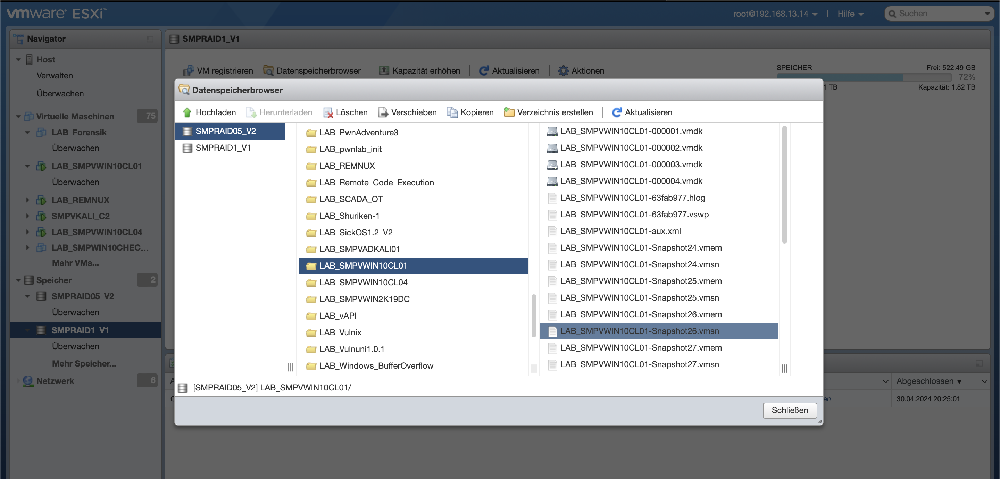 vmware® ESXi™
root@192.168.13.14 | Hilfe | Suchen
Navigator
Host
Verwalten
Überwachen
Virtuelle Maschinen 75
LAB_Forensik
Überwachen
LAB_SMPVWIN10CL01
Überwachen
LAB_REMNUX
SMPVKALI_C2
LAB_SMPVWIN10CL04
LAB_SMPWIN10CHEC...
Mehr VMs...
Speicher 2
SMPRAID05_V2
Überwachen
SMPRAID1_V1
Überwachen
Mehr Speicher...
Netzwerk 6
SMPRAID1_V1
VM registrieren Datenspeicherbrowser | Kapazität erhöhen | Aktualisieren | Aktionen
SPEICHER Frei: 522.49 GB
72%
1 TB Kapazität: 1.82 TB
Datenspeicherbrowser
Hochladen Herunterladen Löschen Verschieben Kopieren Verzeichnis erstellen | Aktualisieren
SMPRAID05_V2
SMPRAID1_V1
LAB_PwnAdventure3
LAB_pwnlab_init
LAB_REMNUX
LAB_Remote_Code_Execution
LAB_SCADA_OT
LAB_Shuriken-1
LAB_SickOS1.2_V2
LAB_SMPVADKALI01
LAB_SMPVWIN10CL01
LAB_SMPVWIN10CL04
LAB_SMPVWIN2K19DC
LAB_vAPI
LAB_Vulnix
LAB_Vulnuni1.0.1
LAB_Windows_BufferOverflow
LAB_SMPVWIN10CL01-000001.vmdk
LAB_SMPVWIN10CL01-000002.vmdk
LAB_SMPVWIN10CL01-000003.vmdk
LAB_SMPVWIN10CL01-000004.vmdk
LAB_SMPVWIN10CL01-63fab977.hlog
LAB_SMPVWIN10CL01-63fab977.vswp
LAB_SMPVWIN10CL01-aux.xml
LAB_SMPVWIN10CL01-Snapshot24.vmem
LAB_SMPVWIN10CL01-Snapshot24.vmsn
LAB_SMPVWIN10CL01-Snapshot25.vmem
LAB_SMPVWIN10CL01-Snapshot25.vmsn
LAB_SMPVWIN10CL01-Snapshot26.vmem
LAB_SMPVWIN10CL01-Snapshot26.vmsn
LAB_SMPVWIN10CL01-Snapshot27.vmem
LAB_SMPVWIN10CL01-Snapshot27.vmsn
[SMPRAID05_V2] LAB_SMPVWIN10CL01/
Schließen
Abgeschlossen ▼
en 30.04.2024 20:25:01